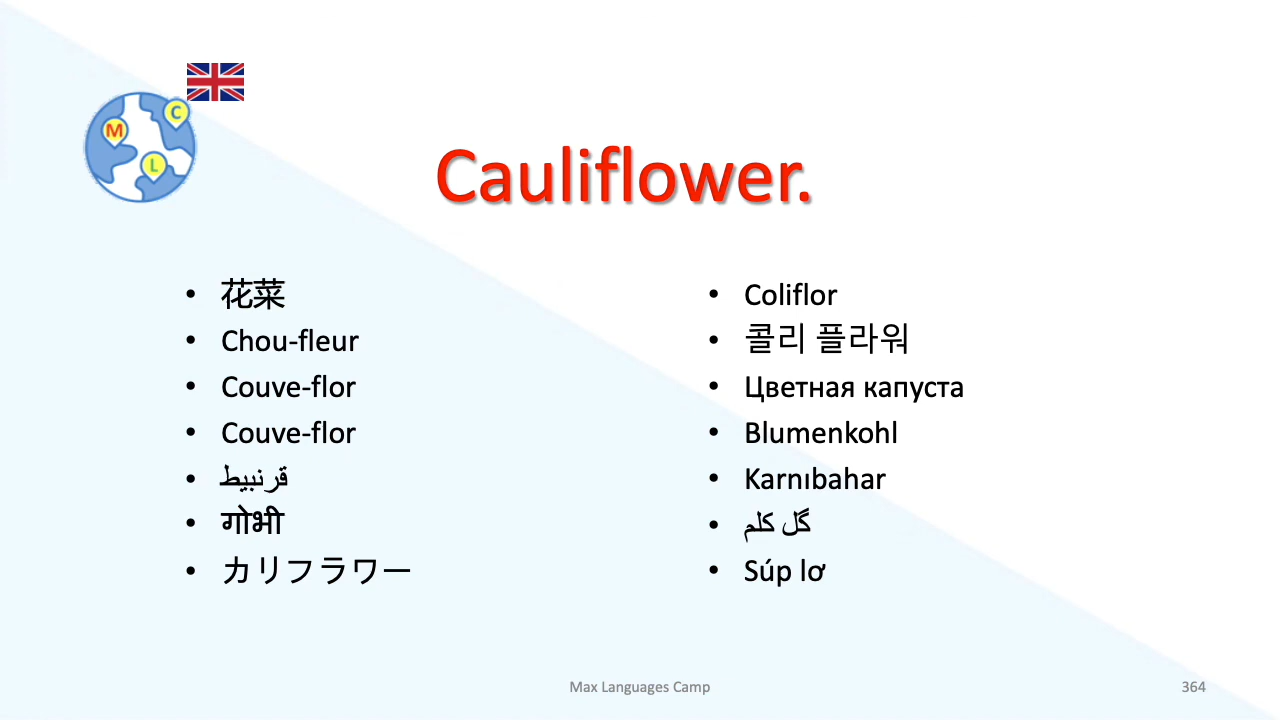 M
C
L
Cauliflower.
• 花菜
• Chou-fleur
• Couve-flor
• Couve-flor
• قرنبيط
• गोभी
• カリフラワー
• Coliflor
• 콜리 플라워
• Цветная капуста
• Blumenkohl
• Karnıbahar
• گل کلم
• Súp lơ
Max Languages Camp
364